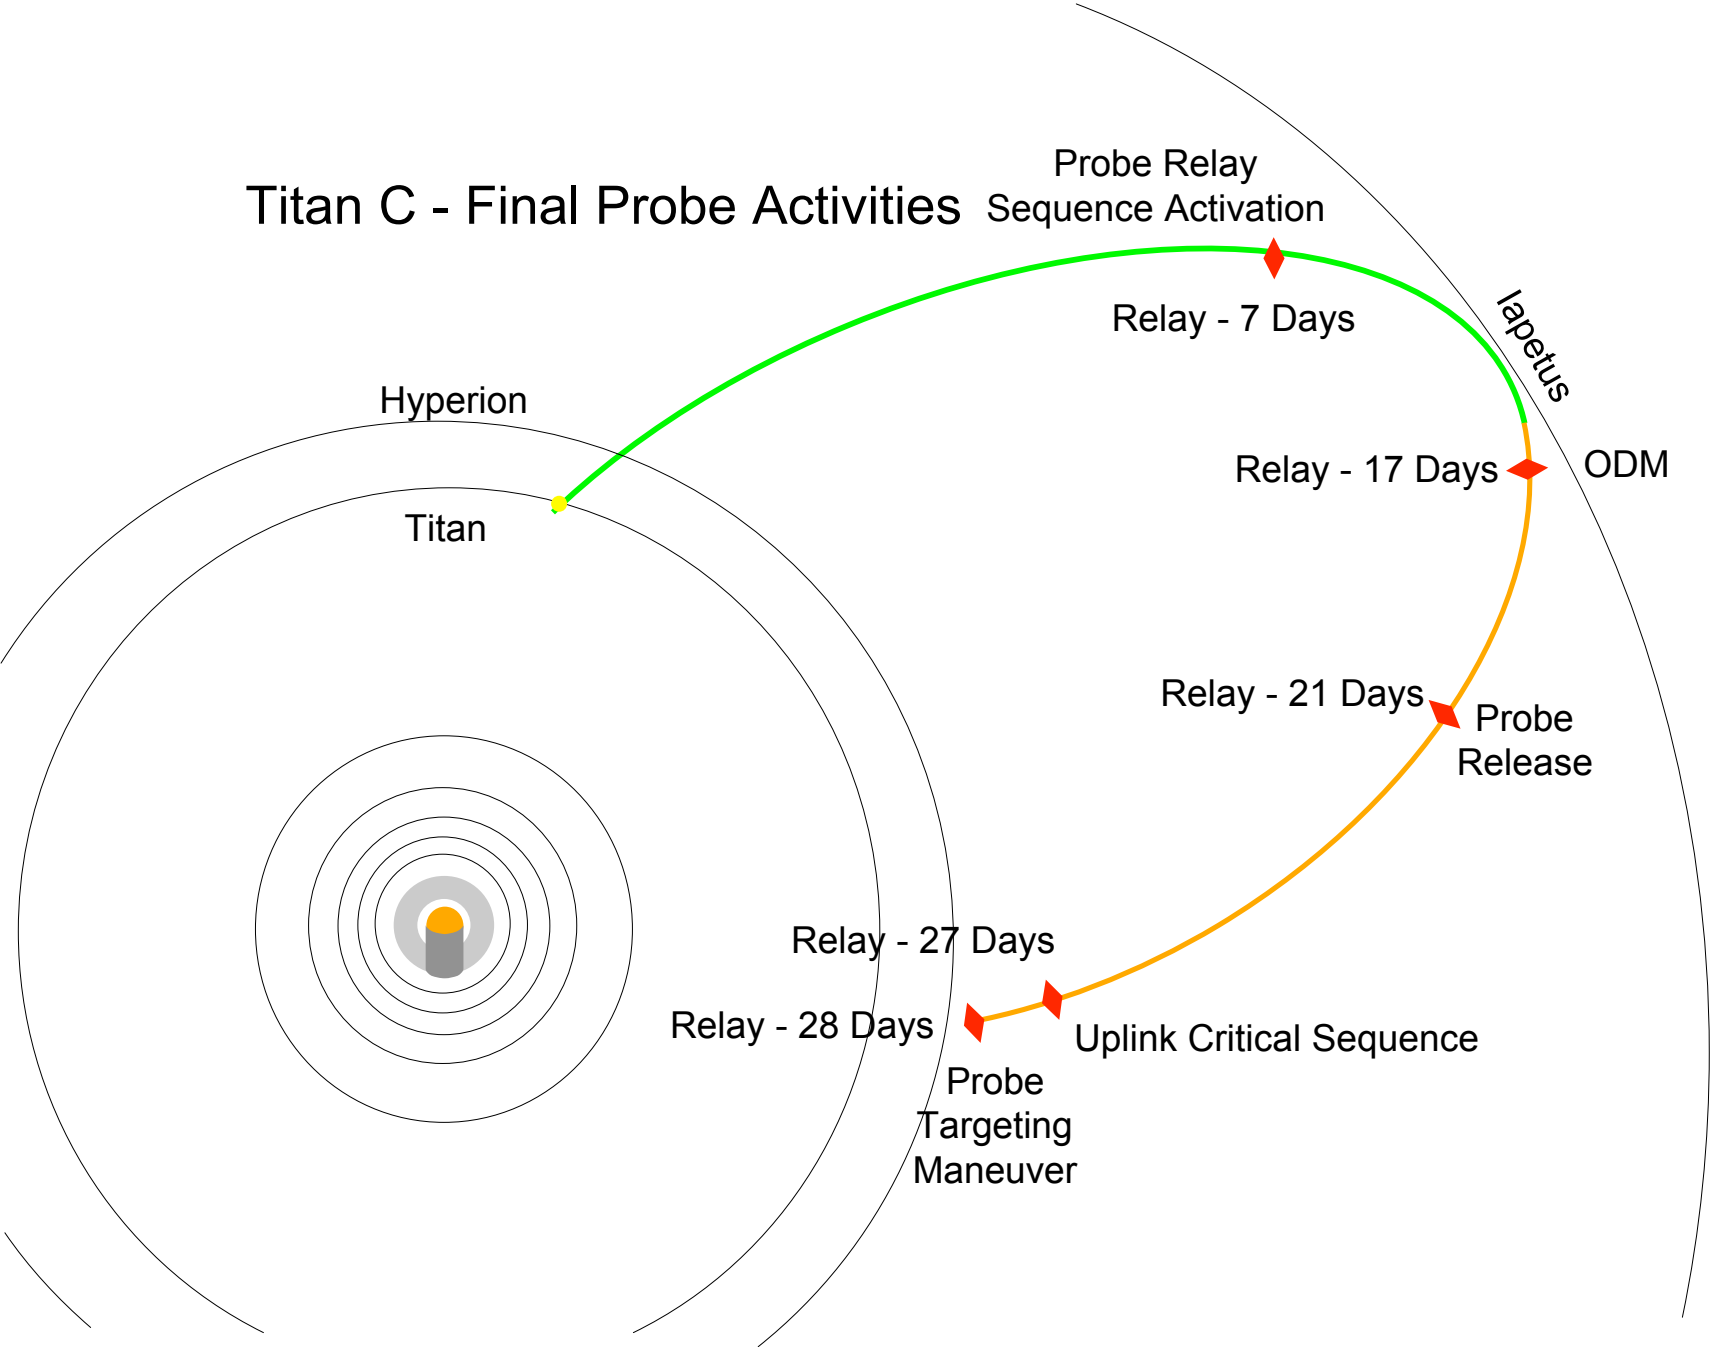 Probe Relay
Sequence Activation
Titan C - Final Probe Activities
Relay - 7 Days
Iapetus
Hyperion
Relay - 17 Days
ODM
Titan
Relay - 21 Days
Probe
Release
Relay - 27 Days
Relay - 28 Days
Uplink Critical Sequence
Probe
Targeting
Maneuver